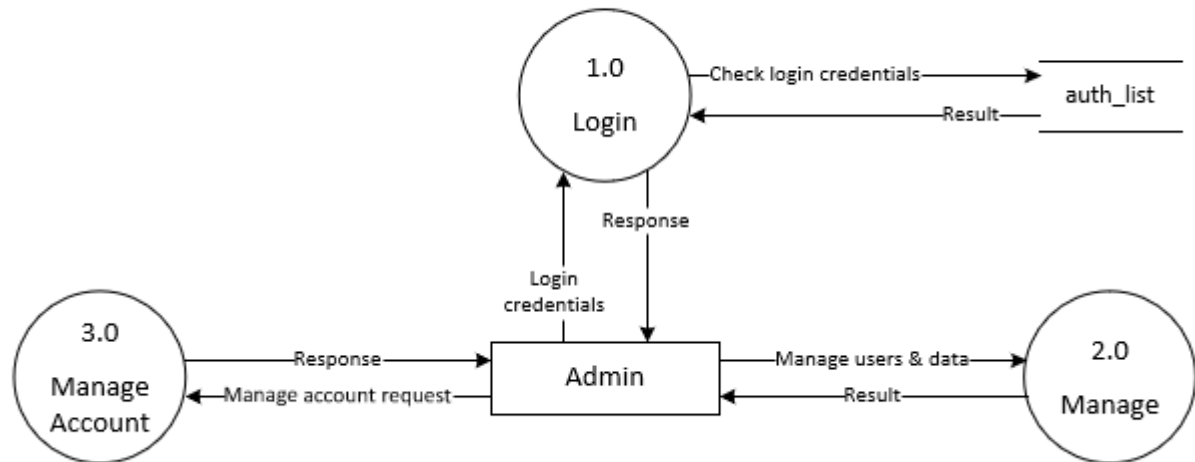 1.0
Login
Check login credentials
Result
auth_list
Response
Login
credentials
3.0
Manage
Account
Response
Manage account request
Admin
Manage users & data
Result
2.0
Manage